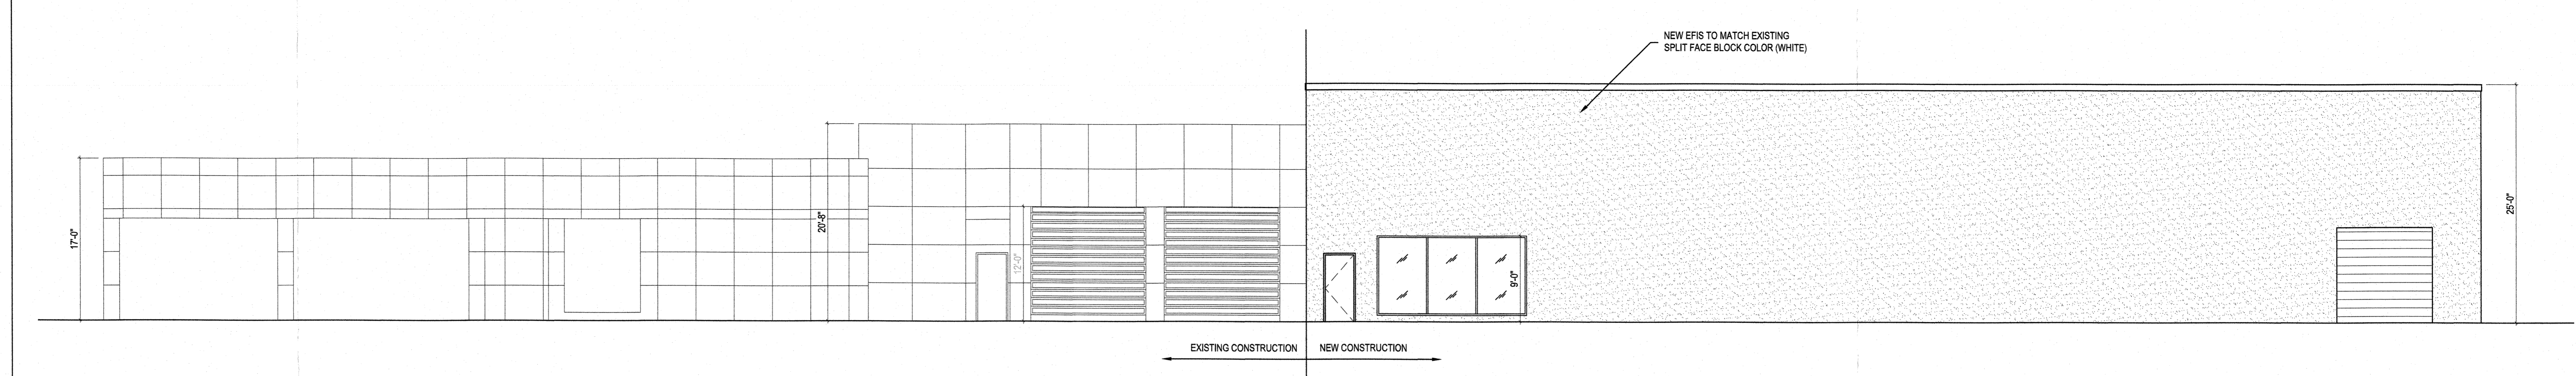 NEW EFIS TO MATCH EXISTING
SPLIT FACE BLOCK COLOR (WHITE)
17'-0"
20'-8"
12'-0"
9'-0"
25'-0"
EXISTING CONSTRUCTION
NEW CONSTRUCTION